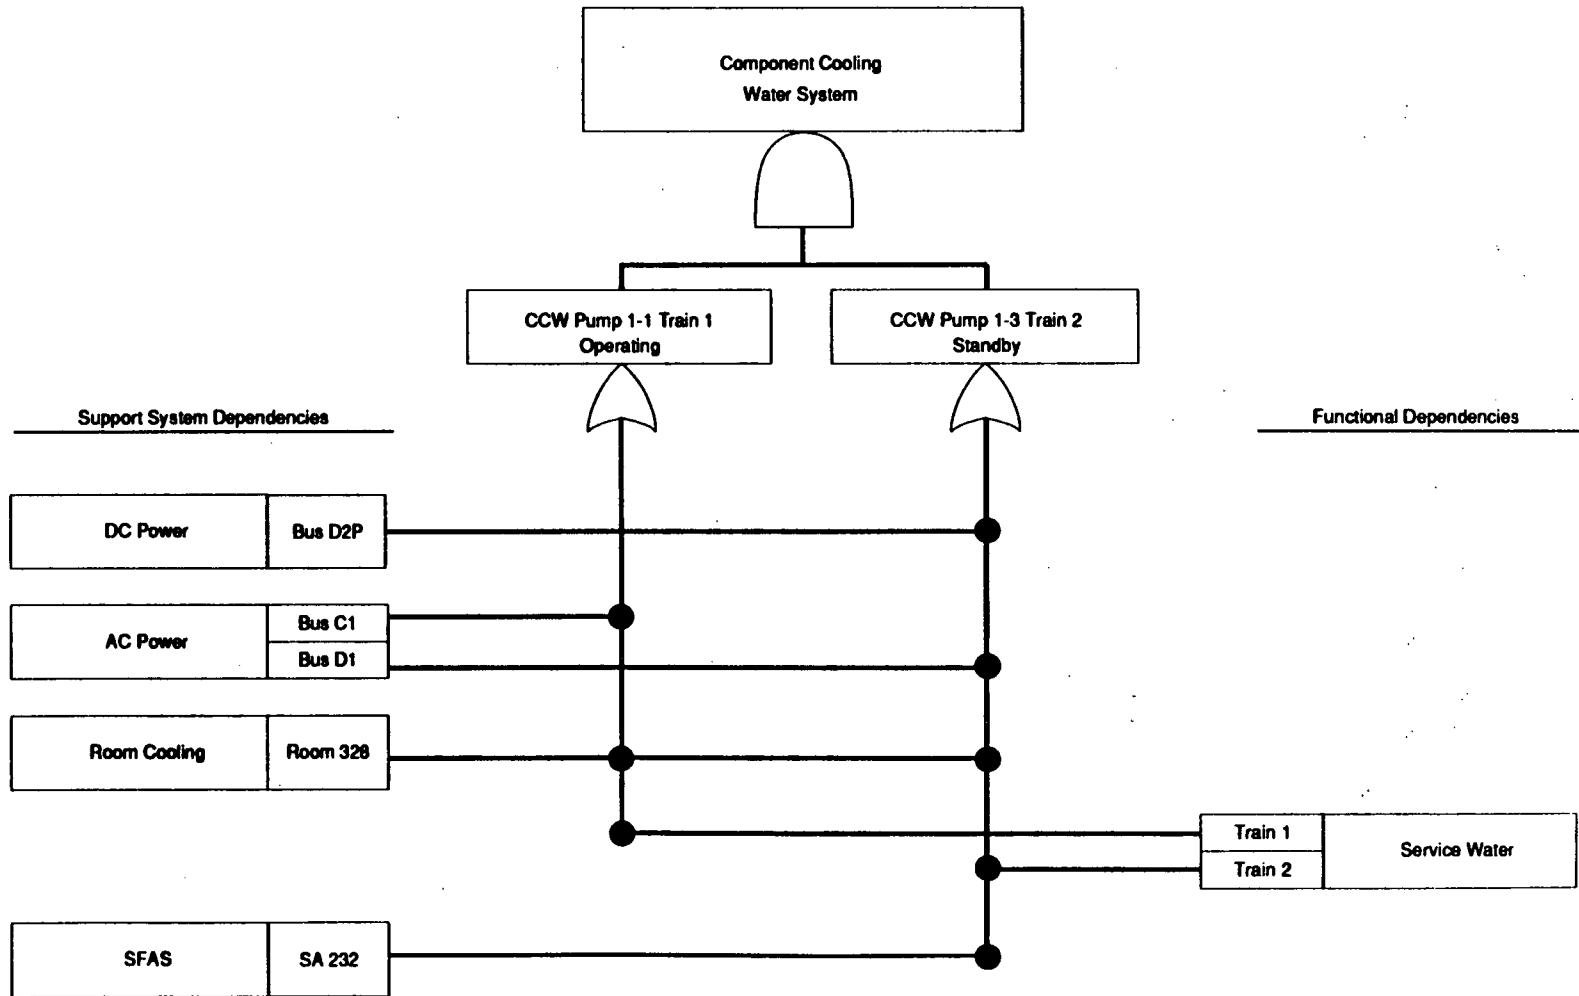 Component Cooling
Water System
CCW Pump 1-1 Train 1
Operating
CCW Pump 1-3 Train 2
Standby
Support System Dependencies
Functional Dependencies
DC Power
Bus D2P
AC Power
Bus C1
Bus D1
Room Cooling
Room 328
Train 1
Train 2
Service Water
SFAS
SA 232